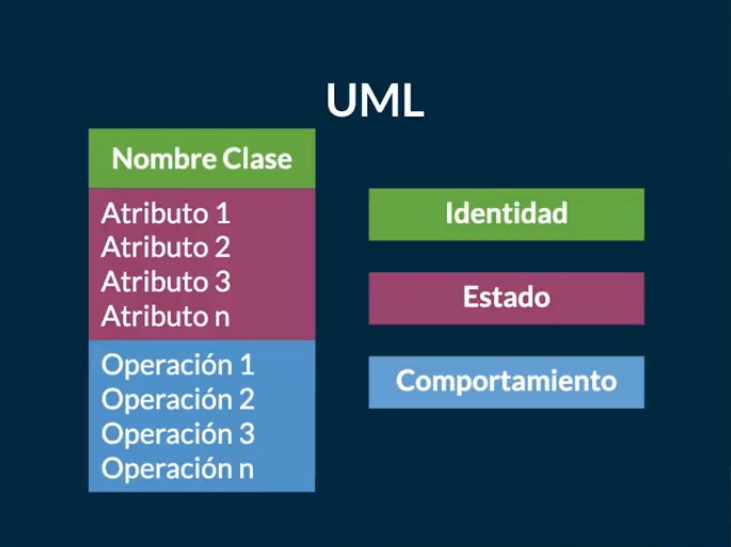 UML
Nombre Clase
Atributo 1
Atributo 2
Atributo 3
Atributo n
Operación 1
Operación 2
Operación 3
Operación n
Identidad
Estado
Comportamiento